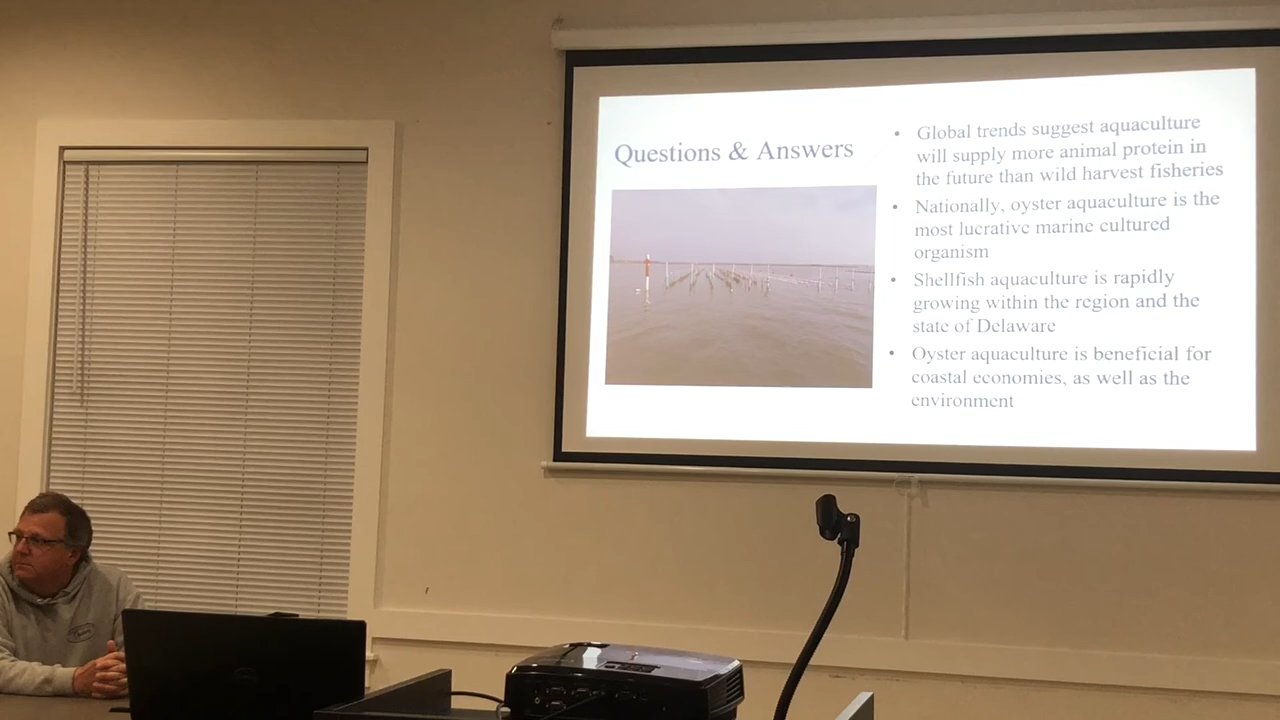 Questions & Answers
• Global trends suggest aquaculture
will supply more animal protein in
the future than wild harvest fisheries
• Nationally, oyster aquaculture is the
most lucrative marine cultured
organism
• Shellfish aquaculture is rapidly
growing within the region and the
state of Delaware
• Oyster aquaculture is beneficial for
coastal economies, as well as the
environment